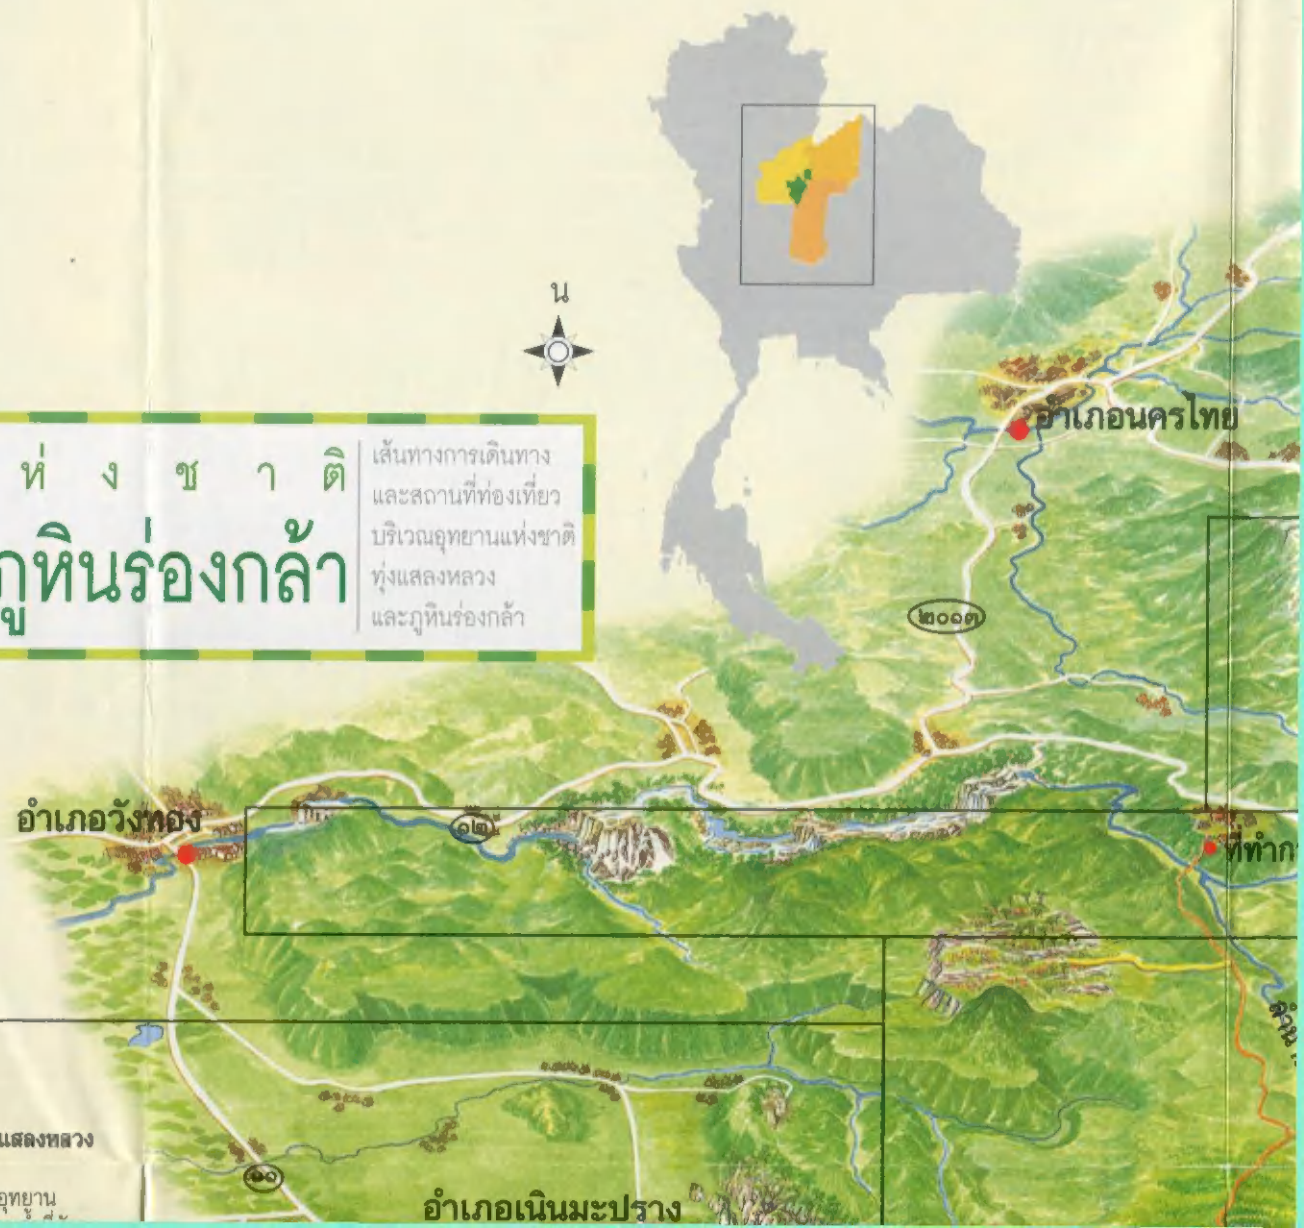 น
ห่งชาติ
ภูหินร่องกล้า
เส้นทางการเดินทาง
และสถานที่ท่องเที่ยว
บริเวณอุทยานแห่งชาติ
ทุ่งแสลงหลวง
และภูหินร่องกล้า
อำเภอนครไทย
๒๐๑๓
อำเภอวังทอง
๑๒
ที่ทำกา
ลำน้ำ
แสลงหลวง
อุทยาน
อำเภอเนินมะปราง